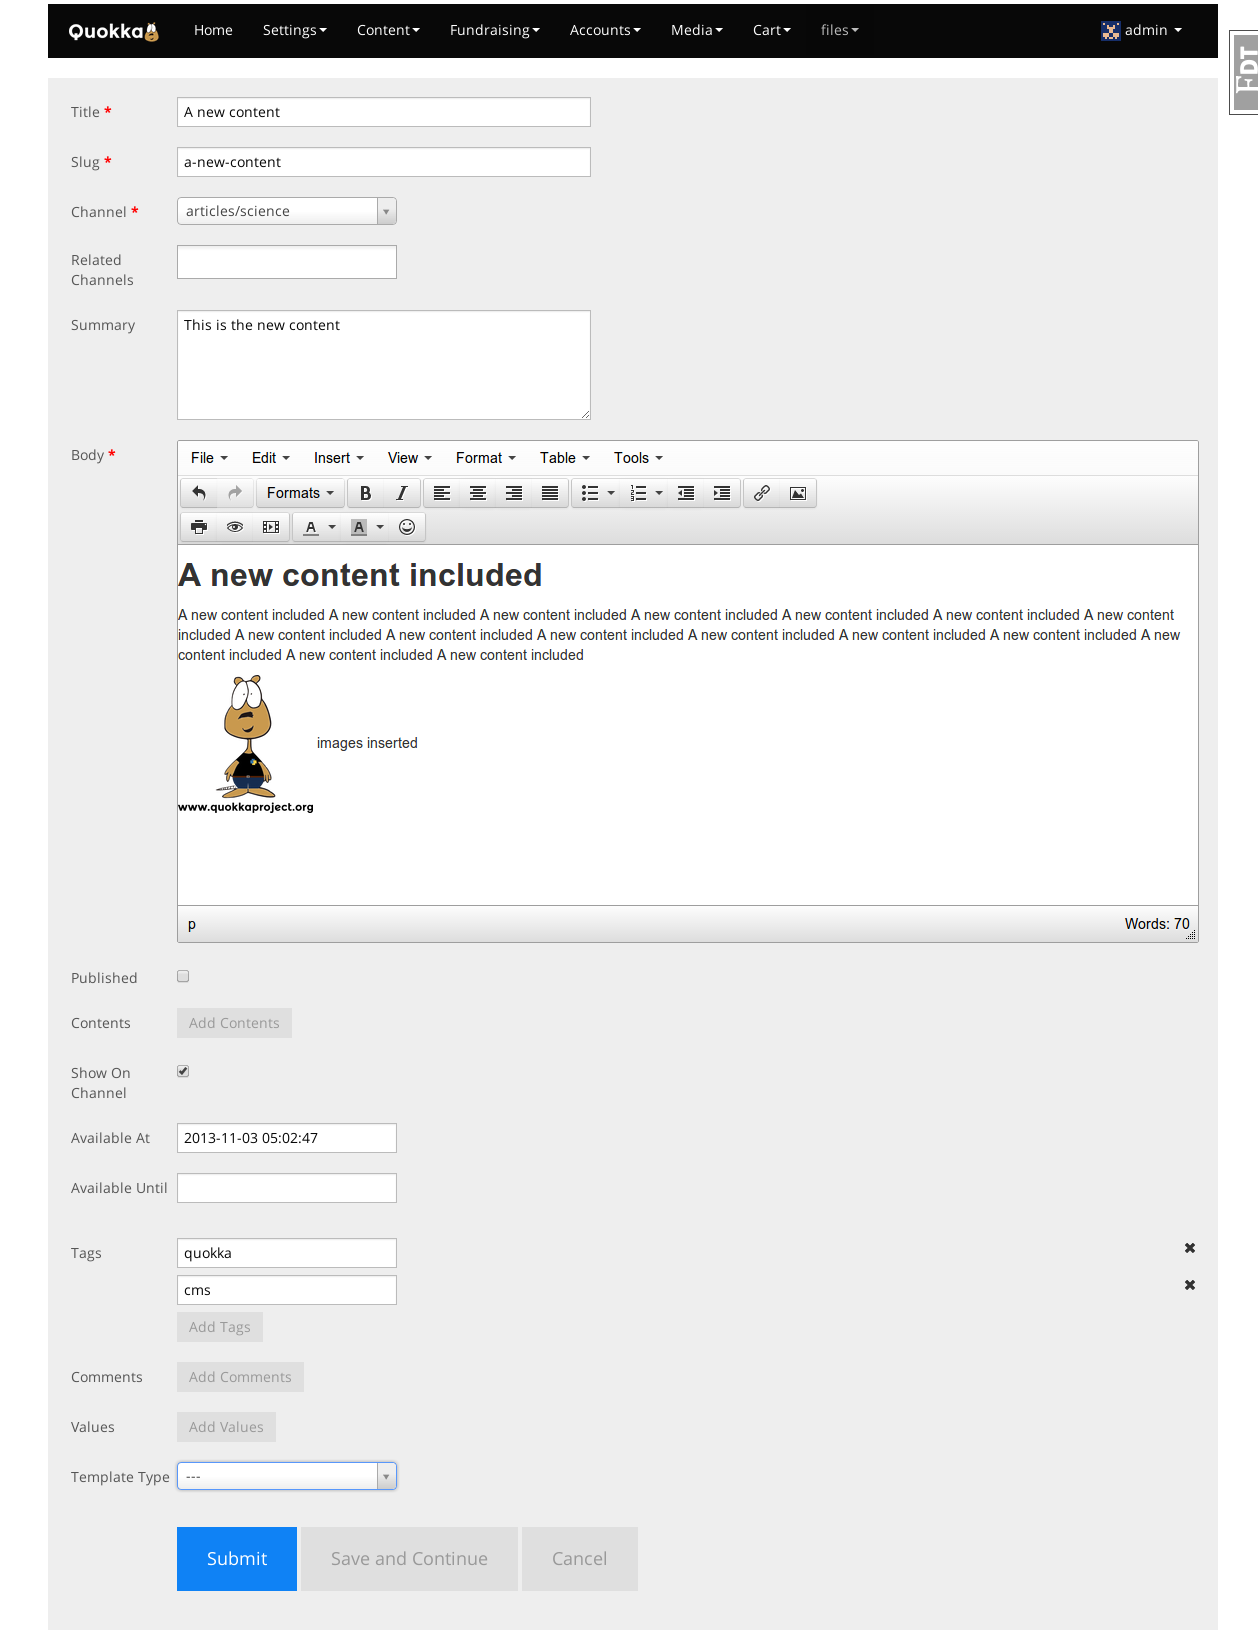 Quokka Home Settings Content Fundraising Accounts Media Cart files admin
FDT
Title * A new content
Slug * a-new-content
Channel * articles/science
Related
Channels
Summary This is the new content
Body * File Edit Insert View Format Table Tools
Formats B I
A A
A new content included
A new content included A new content included A new content included A new content included A new content included A new content included A new content
included A new content included A new content included A new content included A new content included A new content included A new content included A new
content included A new content included A new content included
images inserted
www.quokkaproject.org
p Words: 70
Published
Contents Add Contents
Show On
Channel
Available At 2013-11-03 05:02:47
Available Until
Tags quokka
cms
Add Tags
Comments Add Comments
Values Add Values
Template Type ---
Submit Save and Continue Cancel